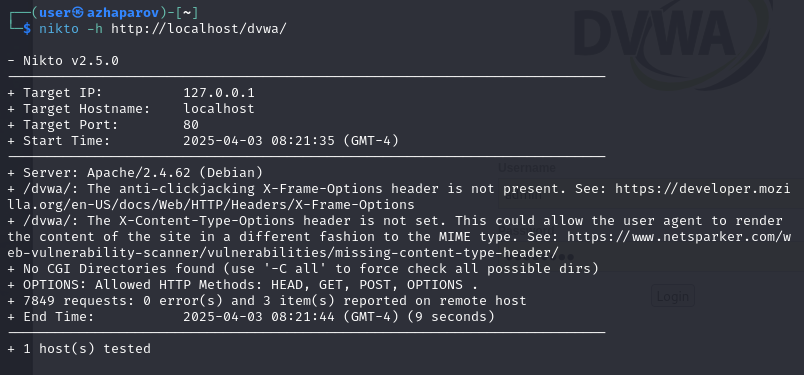 DVWA
┌──(user㉿azhaparov)-[~]
└─$ nikto -h http://localhost/dvwa/
- Nikto v2.5.0
+ Target IP: 127.0.0.1
+ Target Hostname: localhost
+ Target Port: 80
+ Start Time: 2025-04-03 08:21:35 (GMT-4)
+ Server: Apache/2.4.62 (Debian)
+ /dvwa/: The anti-clickjacking X-Frame-Options header is not present. See: https://developer.mozi
lla.org/en-US/docs/Web/HTTP/Headers/X-Frame-Options
+ /dvwa/: The X-Content-Type-Options header is not set. This could allow the user agent to render
the content of the site in a different fashion to the MIME type. See: https://www.netsparker.com/w
eb-vulnerability-scanner/vulnerabilities/missing-content-type-header/
+ No CGI Directories found (use '-C all' to force check all possible dirs)
+ OPTIONS: Allowed HTTP Methods: HEAD, GET, POST, OPTIONS .
+ 7849 requests: 0 error(s) and 3 item(s) reported on remote host
+ End Time: 2025-04-03 08:21:44 (GMT-4) (9 seconds)
+ 1 host(s) tested
Username
Login